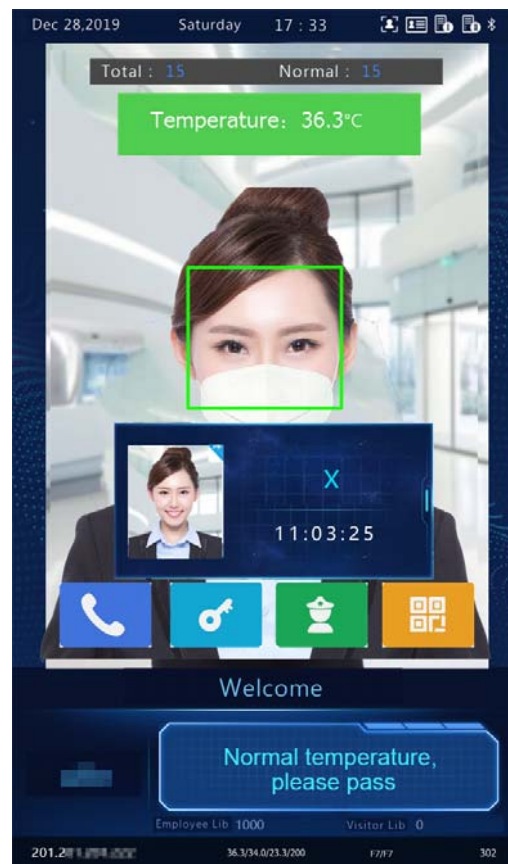 Dec 28,2019 Saturday 17 : 33
Total : 15 Normal : 15
Temperature: 36.3°C
X
11:03:25
Welcome
Normal temperature,
please pass
Employee Lib 1000 Visitor Lib 0
36.3/34.0/23.3/200 F7/F7 302